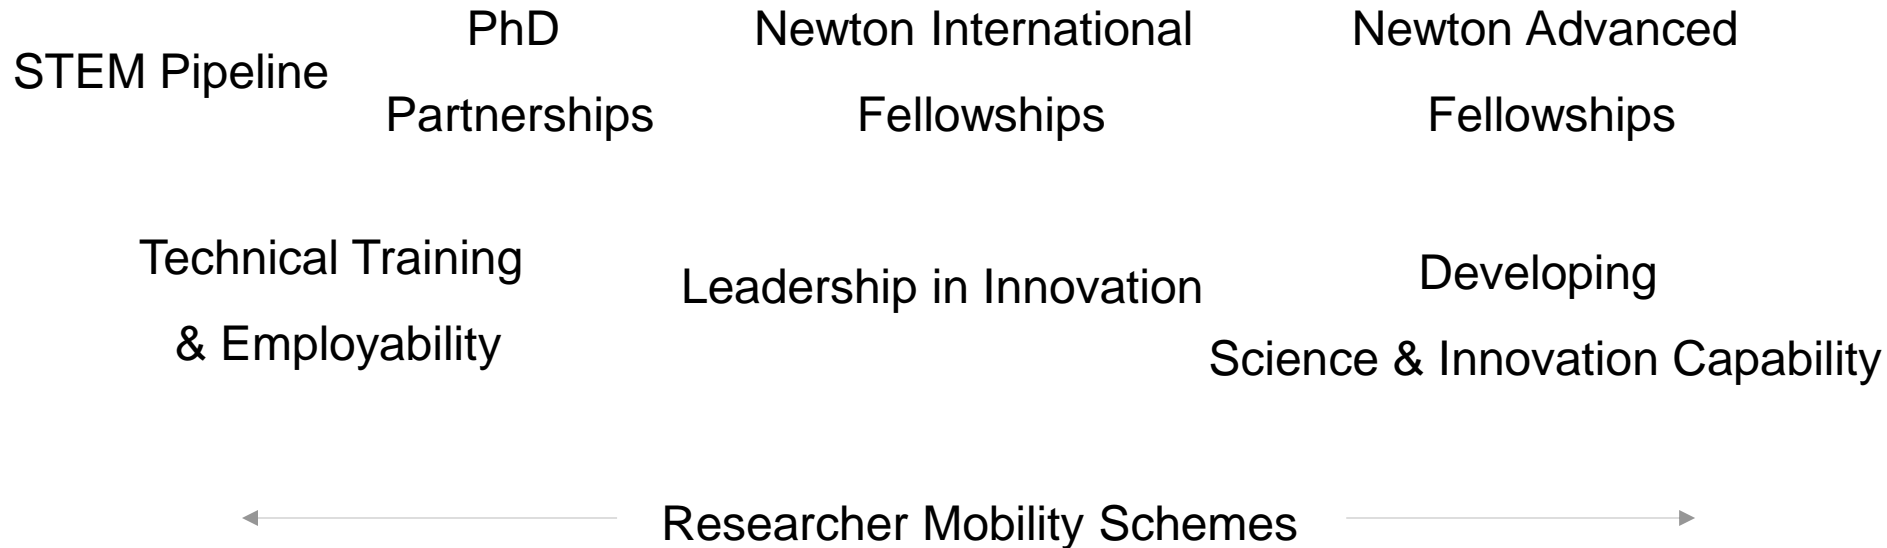 STEM Pipeline
PhD
Partnerships
Newton International
Fellowships
Newton Advanced
Fellowships
Technical Training
& Employability
Leadership in Innovation
Developing
Science & Innovation Capability
Researcher Mobility Schemes